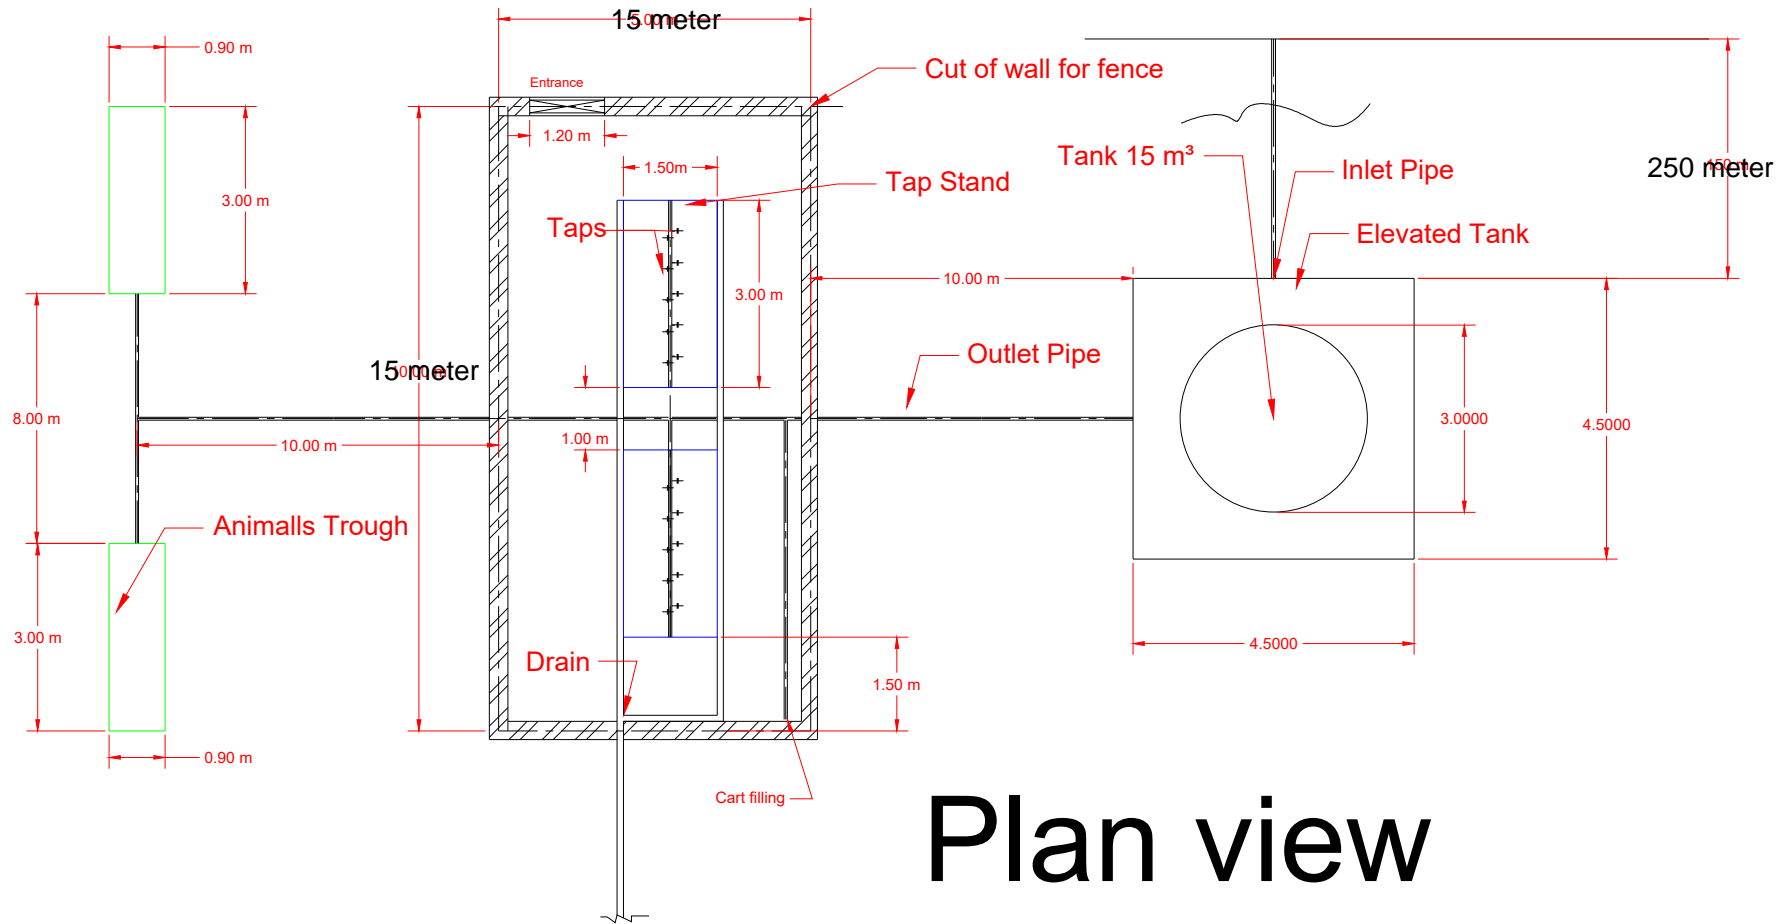 15 meter
5.00 m
0.90 m
Cut of wall for fence
Entrance
1.20 m
Tank 15 m³
1.50m
Inlet Pipe
250 meter
Tap Stand
3.00 m
Taps
Elevated Tank
10.00 m
3.00 m
Outlet Pipe
15 meter
8.00 m
3.0000
4.5000
1.00 m
10.00 m
Animalls Trough
3.00 m
4.5000
Drain
1.50 m
0.90 m
Cart filling
Plan view